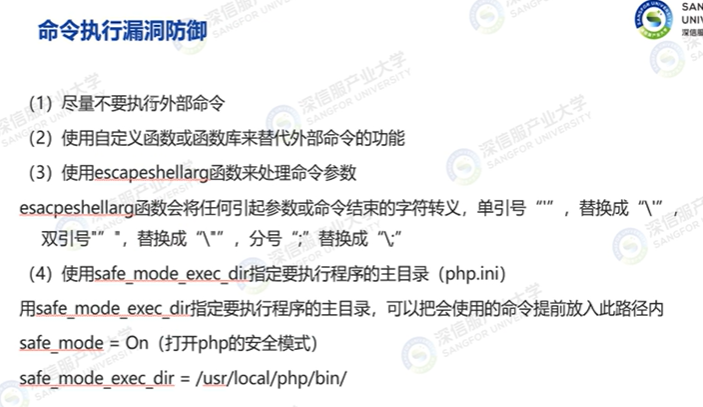 SAN
UNI
深信服
命令执行漏洞防御
（1）尽量不要执行外部命令
（2）使用自定义函数或函数库来替代外部命令的功能
（3）使用escapeshellarg函数来处理命令参数
esacpeshellarg函数会将任何引起参数或命令结束的字符转义，单引号“'”，替换成“\'”，
双引号"”"，替换成“\"”，分号“;”替换成“\;”
（4）使用safe_mode_exec_dir指定要执行程序的主目录（php.ini）
用safe_mode_exec_dir指定要执行程序的主目录，可以把会使用的命令提前放入此路径内
safe_mode = On（打开php的安全模式）
safe_mode_exec_dir = /usr/local/php/bin/
深信服产业大学
SANGFOR UNIVERSITY